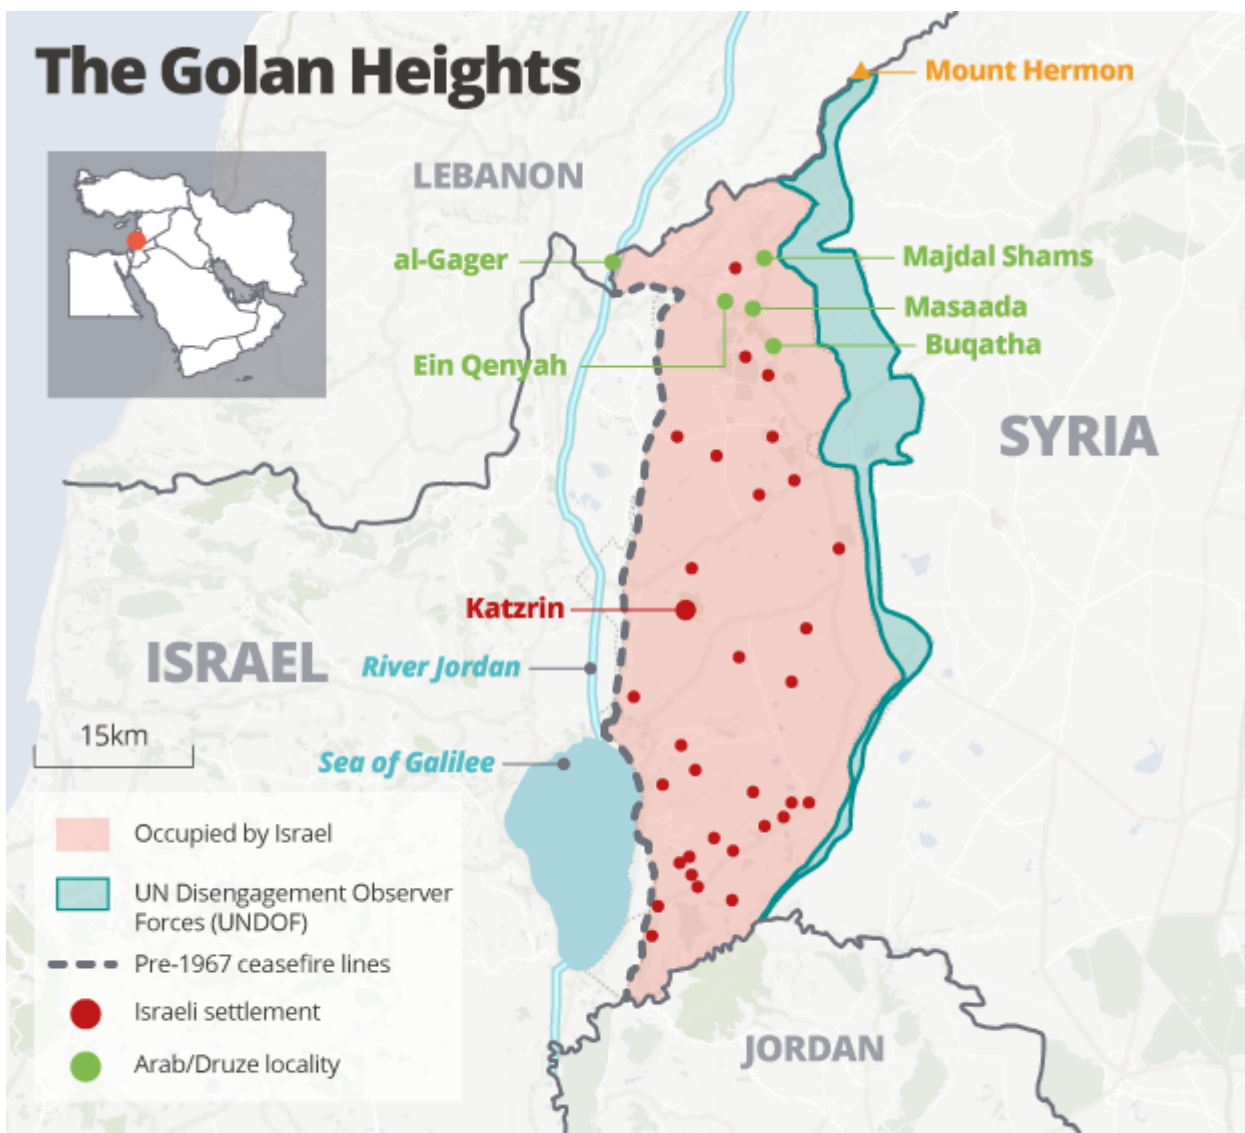 The Golan Heights
Mount Hermon
LEBANON
al-Gager
Majdal Shams
Masaada
Buqatha
Ein Qenyah
SYRIA
Katzrin
ISRAEL
River Jordan
15km
Sea of Galilee
Occupied by Israel
UN Disengagement Observer
Forces (UNDOF)
Pre-1967 ceasefire lines
Israeli settlement
Arab/Druze locality
JORDAN